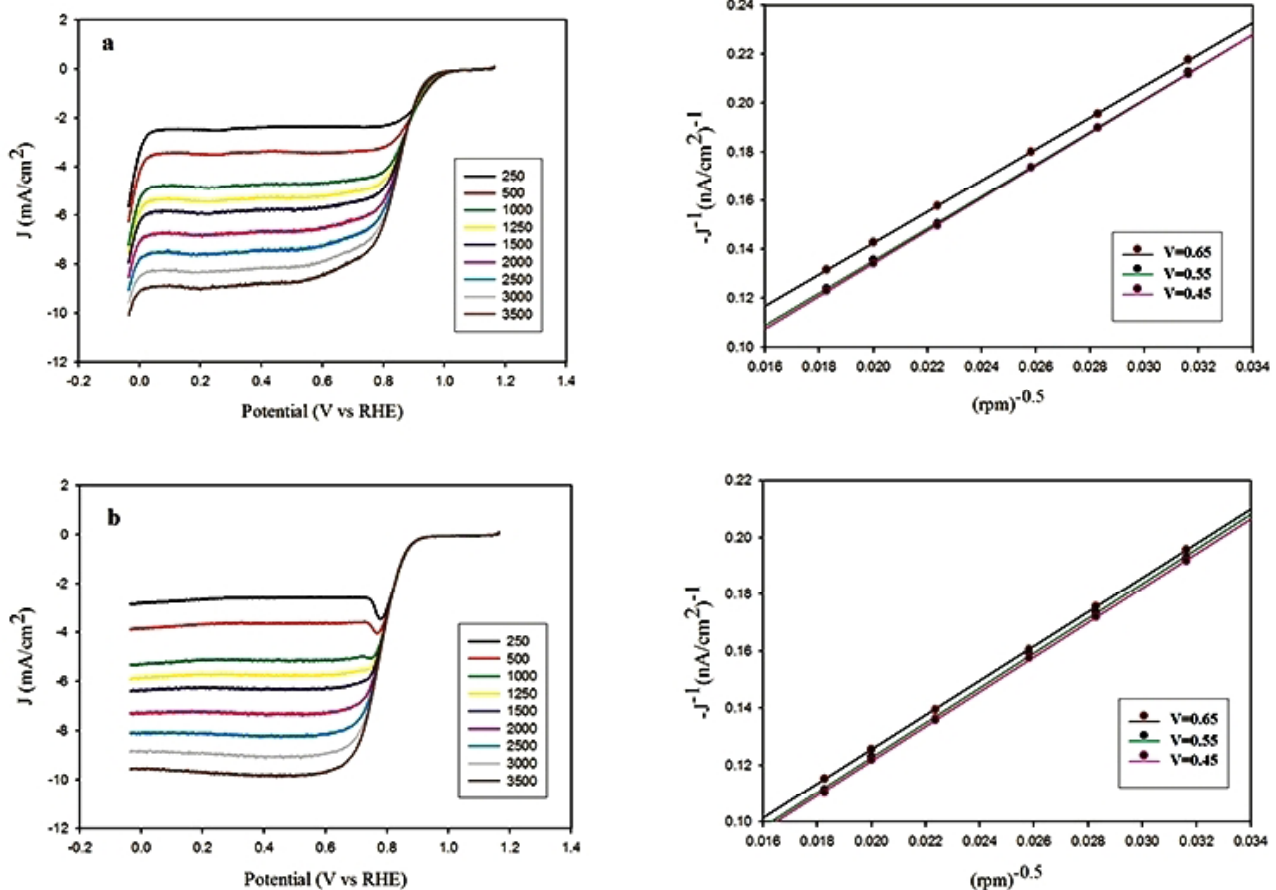 a
2
0
-2
-4
-6
-8
-10
-12
J (mA/cm²)
-0.2 0.0 0.2 0.4 0.6 0.8 1.0 1.2 1.4
Potential (V vs RHE)
250
500
1000
1250
1500
2000
2500
3000
3500
0.24
0.22
0.20
0.18
0.16
0.14
0.12
0.10
-J⁻¹(nA/cm²)⁻¹
0.016 0.018 0.020 0.022 0.024 0.026 0.028 0.030 0.032 0.034
(rpm)⁻⁰·⁵
V=0.65
V=0.55
V=0.45
b
2
0
-2
-4
-6
-8
-10
-12
J (mA/cm²)
-0.2 0.0 0.2 0.4 0.6 0.8 1.0 1.2 1.4
Potential (V vs RHE)
250
500
1000
1250
1500
2000
2500
3000
3500
0.22
0.20
0.18
0.16
0.14
0.12
0.10
-J⁻¹(nA/cm²)⁻¹
0.016 0.018 0.020 0.022 0.024 0.026 0.028 0.030 0.032 0.034
(rpm)⁻⁰·⁵
V=0.65
V=0.55
V=0.45